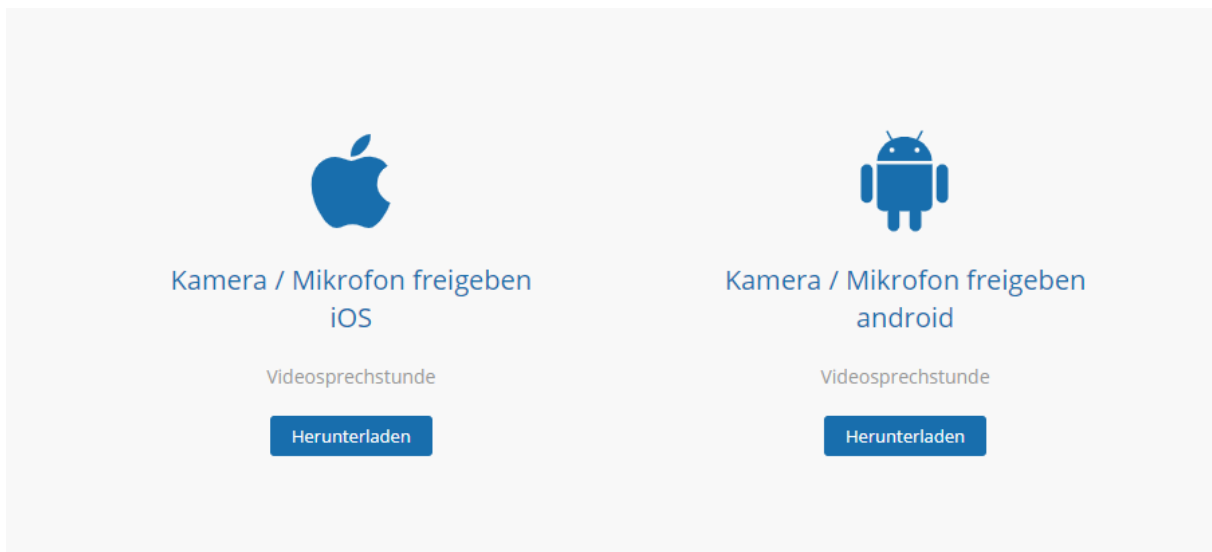 Kamera / Mikrofon freigeben
iOS
Videosprechstunde
Herunterladen
Kamera / Mikrofon freigeben
android
Videosprechstunde
Herunterladen